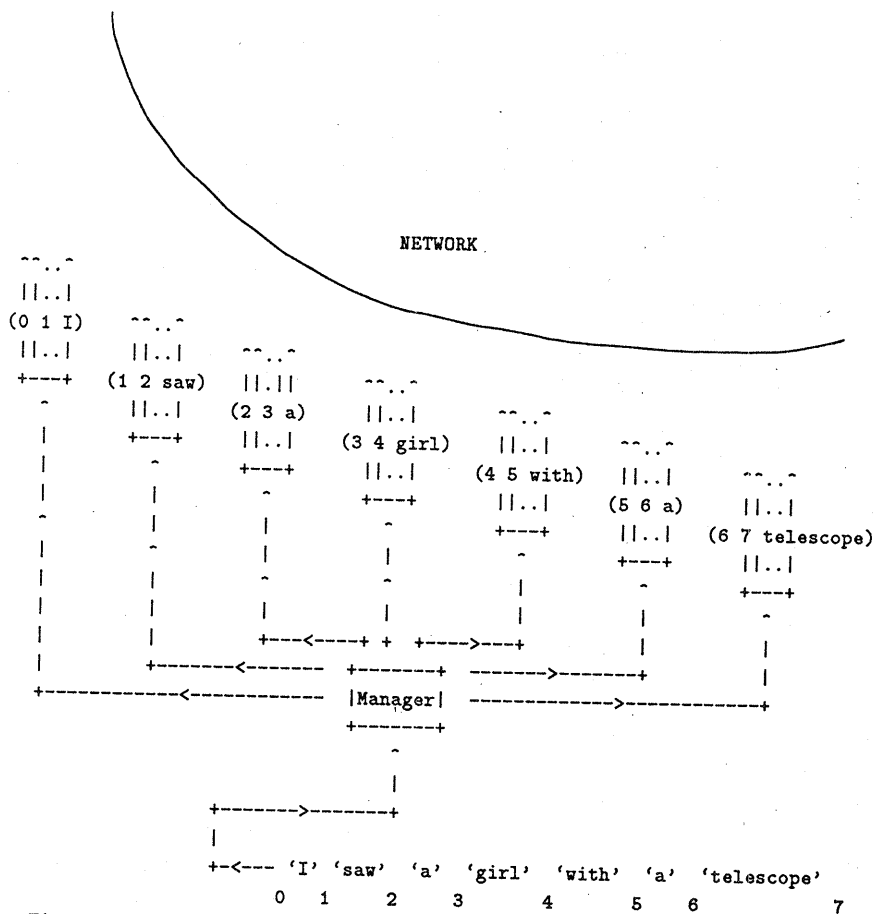 NETWORK
(0 1 I)
(1 2 saw)
(2 3 a)
(3 4 girl)
(4 5 with)
(5 6 a)
(6 7 telescope)
|Manager|
‘I’ ‘saw’ ‘a’ ‘girl’ ‘with’ ‘a’ ‘telescope’
0 1 2 3 4 5 6 7